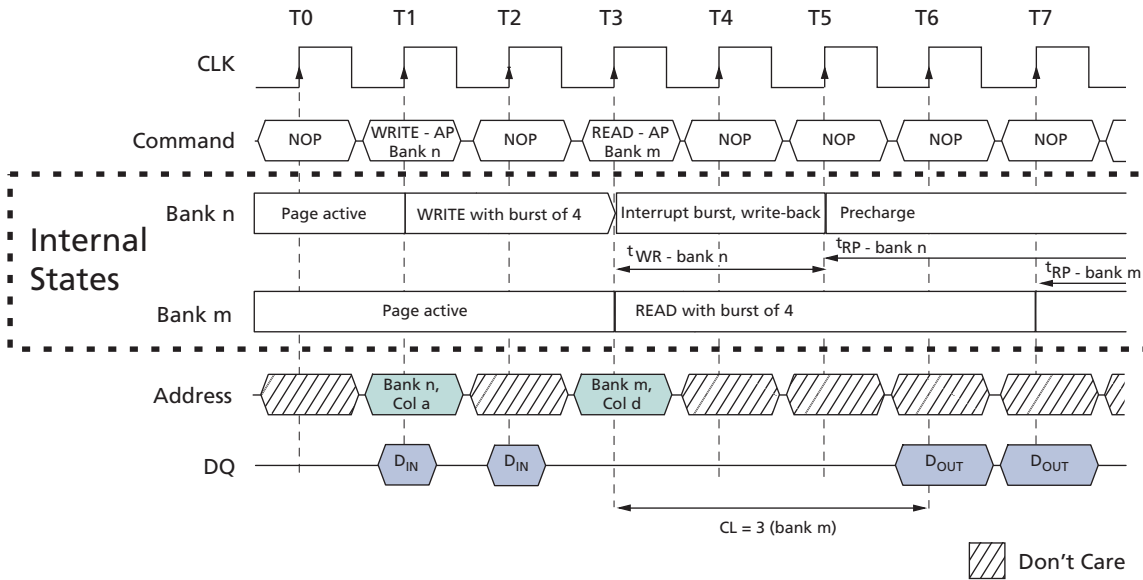 T0 T1 T2 T3 T4 T5 T6 T7
CLK
Command NOP WRITE - AP Bank n NOP READ - AP Bank m NOP NOP NOP NOP
Internal States
Bank n Page active WRITE with burst of 4 Interrupt burst, write-back Precharge
tWR - bank n tRP - bank n
tRP - bank m
Bank m Page active READ with burst of 4
Address Bank n, Col a Bank m, Col d
DQ DIN DIN DOUT DOUT
CL = 3 (bank m)
Don't Care